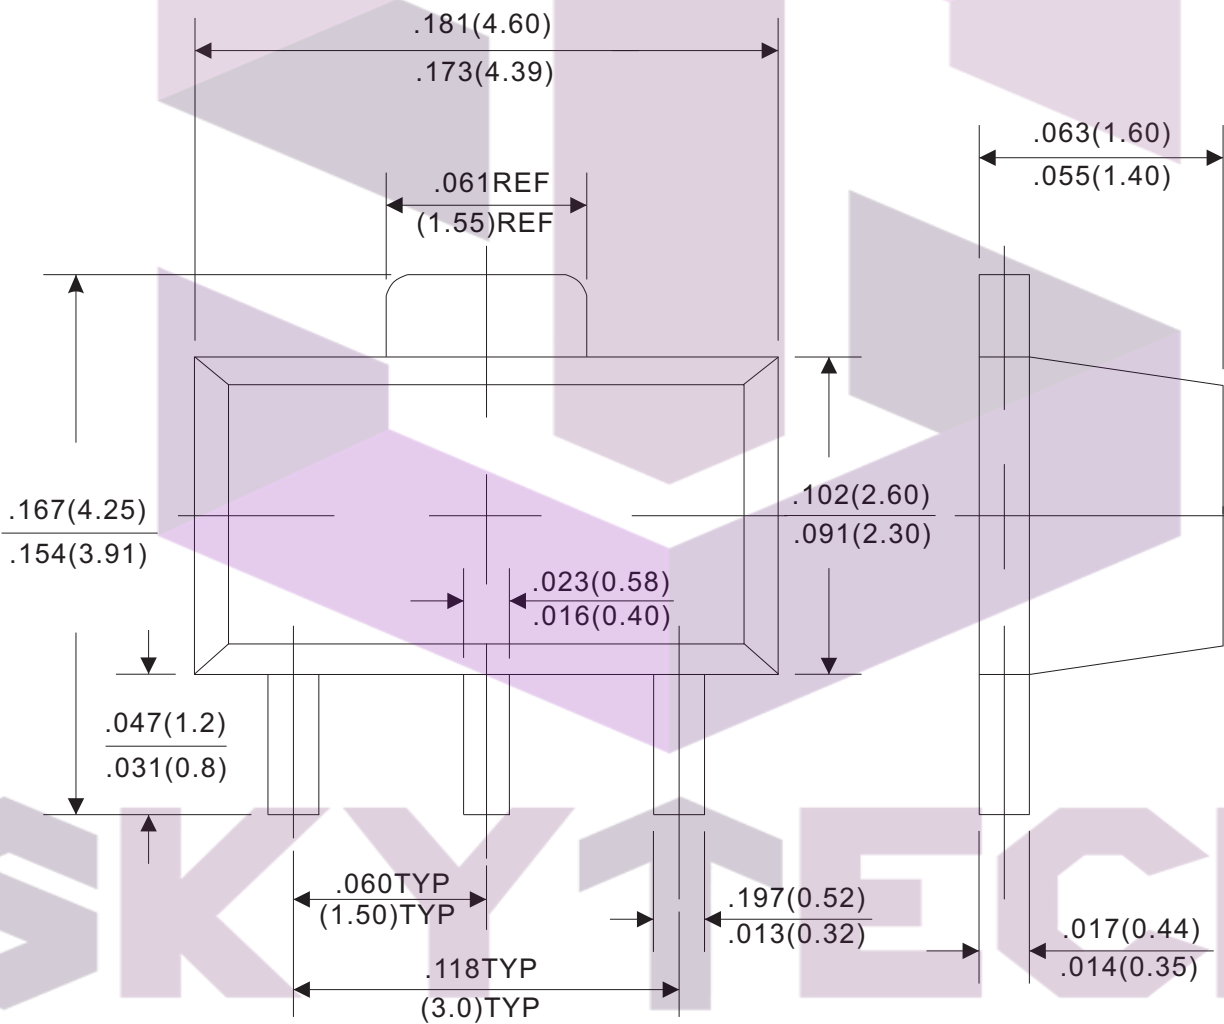 .181(4.60)
.173(4.39)
.063(1.60)
.055(1.40)
.061REF
(1.55)REF
.167(4.25)
.154(3.91)
.102(2.60)
.091(2.30)
.023(0.58)
.016(0.40)
.047(1.2)
.031(0.8)
.060TYP
(1.50)TYP
.197(0.52)
.013(0.32)
.017(0.44)
.014(0.35)
.118TYP
(3.0)TYP
SKYTEC